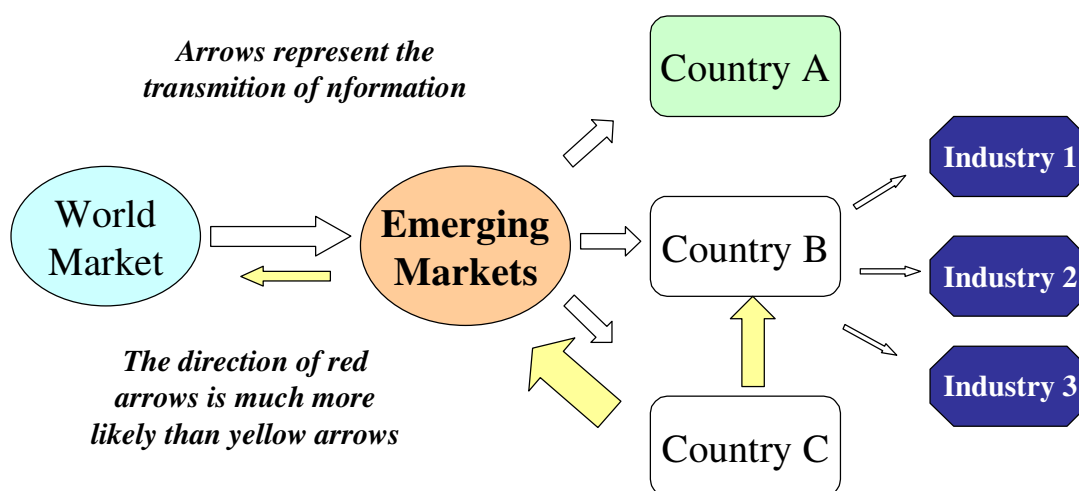 Arrows represent the
transmition of nformation
Country A
Industry 1
World
Market
Emerging
Markets
Country B
Industry 2
The direction of red
arrows is much more
likely than yellow arrows
Industry 3
Country C